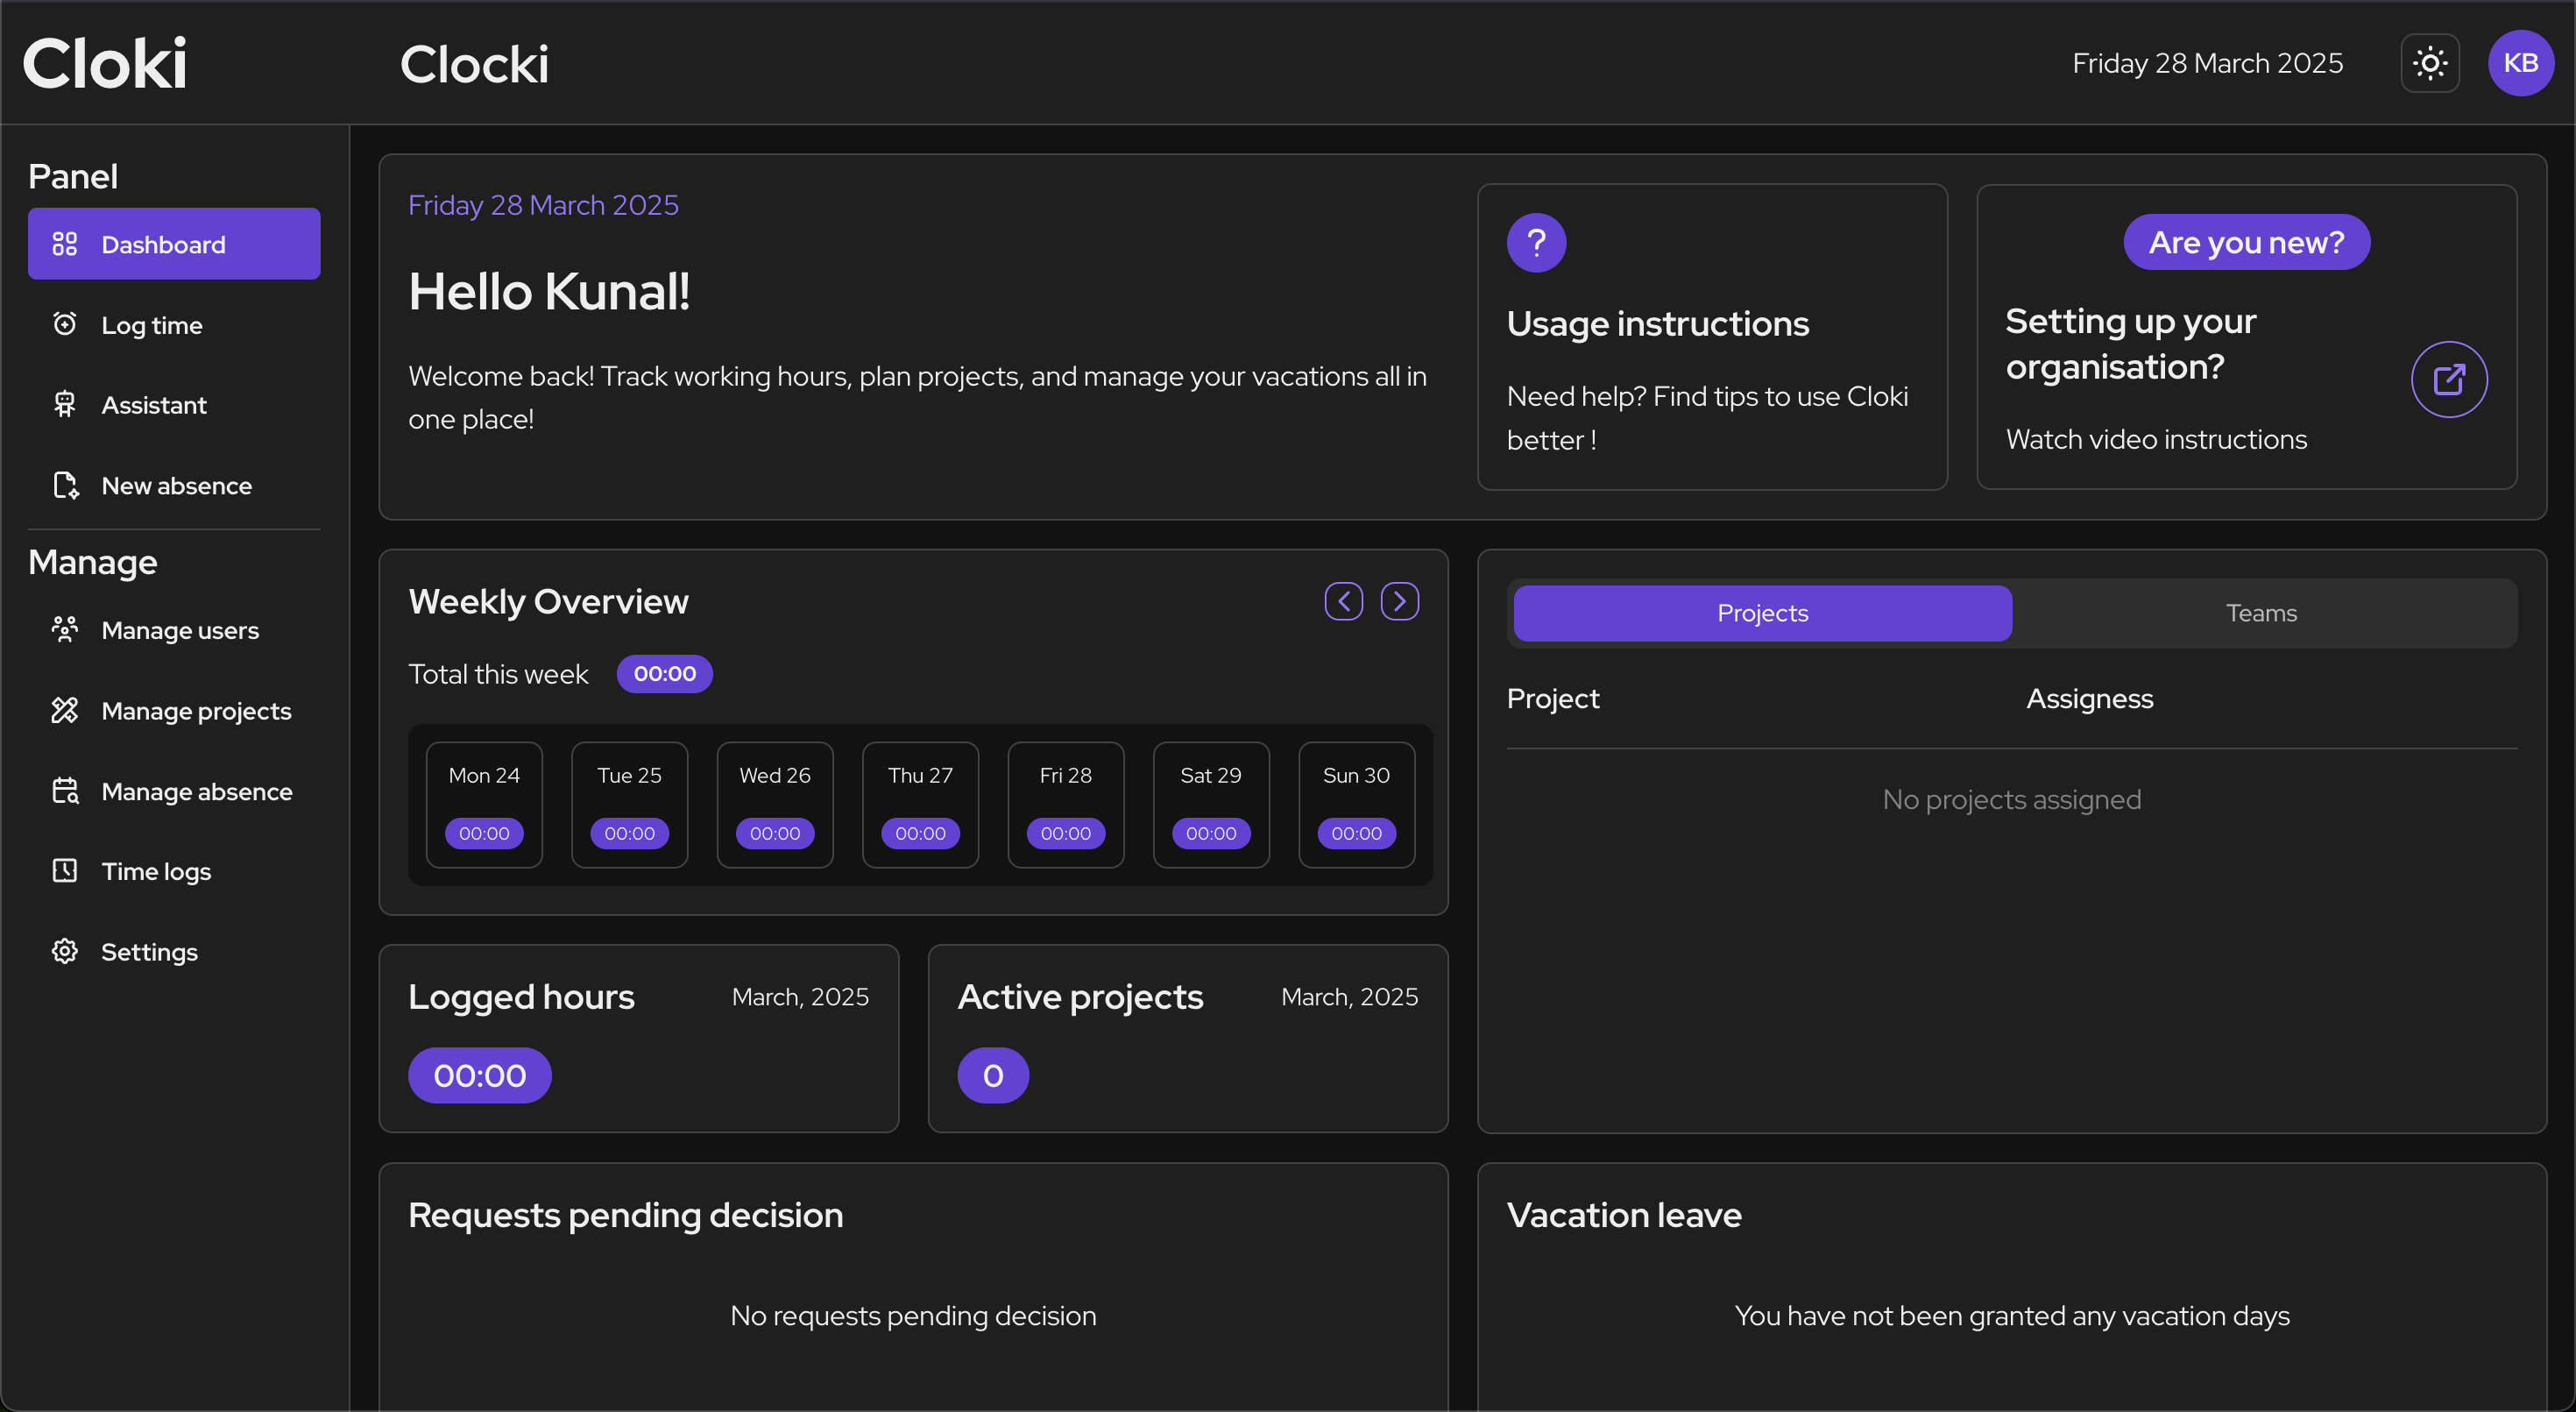 Cloki
Clocki
Friday 28 March 2025
KB
Panel
Dashboard
Log time
Assistant
New absence
Manage
Manage users
Manage projects
Manage absence
Time logs
Settings
Friday 28 March 2025
Hello Kunal!
Welcome back! Track working hours, plan projects, and manage your vacations all in
one place!
?
Usage instructions
Need help? Find tips to use Cloki
better !
Are you new?
Setting up your
organisation?
Watch video instructions
Weekly Overview
Total this week 00:00
Mon 24 Tue 25 Wed 26 Thu 27 Fri 28 Sat 29 Sun 30
00:00 00:00 00:00 00:00 00:00 00:00 00:00
Projects Teams
Project Assigness
No projects assigned
Logged hours March, 2025
00:00
Active projects March, 2025
0
Requests pending decision
No requests pending decision
Vacation leave
You have not been granted any vacation days